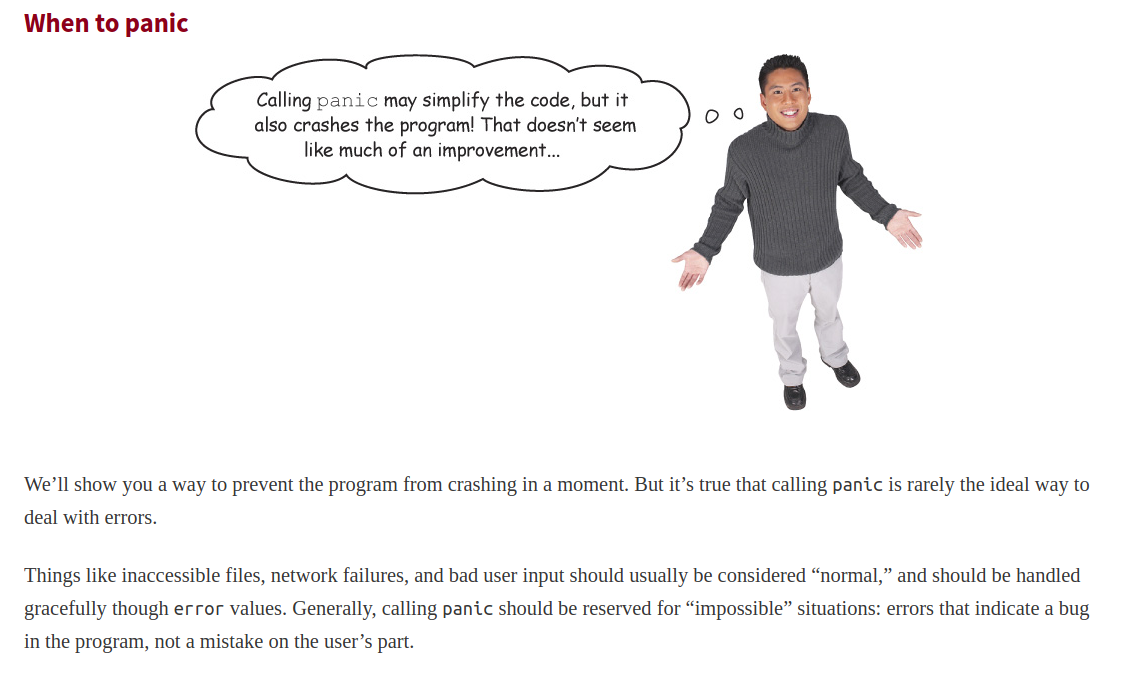 When to panic
Calling panic may simplify the code, but it
also crashes the program! That doesn’t seem
like much of an improvement...
We’ll show you a way to prevent the program from crashing in a moment. But it’s true that calling panic is rarely the ideal way to
deal with errors.
Things like inaccessible files, network failures, and bad user input should usually be considered “normal,” and should be handled
gracefully though error values. Generally, calling panic should be reserved for “impossible” situations: errors that indicate a bug
in the program, not a mistake on the user’s part.